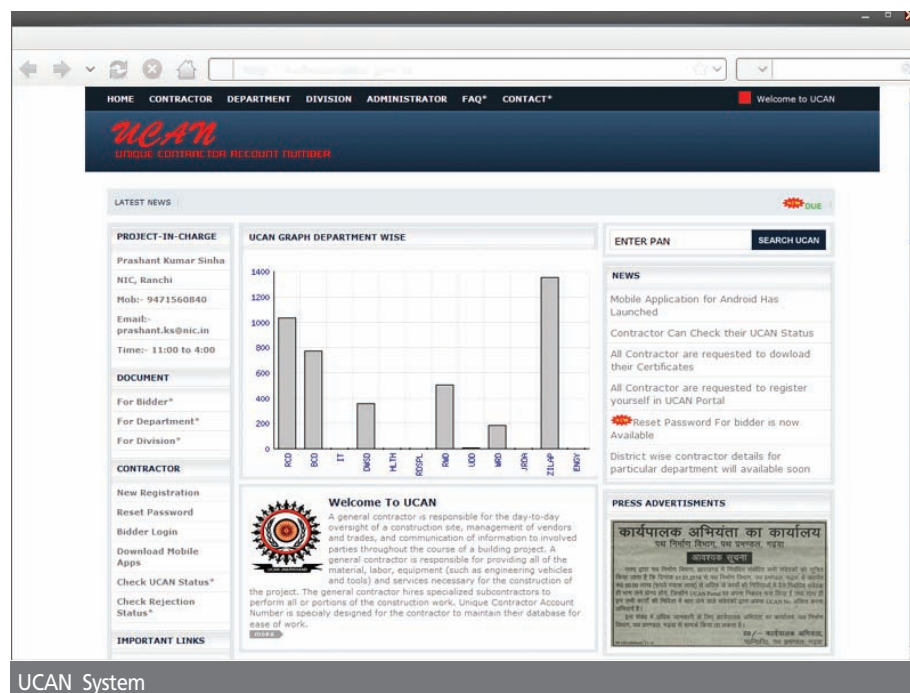 HOME CONTRACTOR DEPARTMENT DIVISION ADMINISTRATOR FAQ* CONTACT* Welcome to UCAN
UCAN
UNIQUE CONTRACTOR ACCOUNT NUMBER
LATEST NEWS DUE
PROJECT-IN-CHARGE
Prashant Kumar Sinha
NIC, Ranchi
Mob:- 9471560840
Email:-
prashant.ks@nic.in
Time:- 11:00 to 4:00
DOCUMENT
For Bidder*
For Department*
For Division*
CONTRACTOR
New Registration
Reset Password
Bidder Login
Download Mobile
Apps
Check UCAN Status*
Check Rejection
Status*
IMPORTANT LINKS
UCAN GRAPH DEPARTMENT WISE
1400
1200
1000
800
600
400
200
0
RCD BCD IT DWSD HLTH RDSPL RWD UDD WRD JRDA ZILAP ENGY
Welcome To UCAN
A general contractor is responsible for the day-to-day
oversight of a construction site, management of vendors
and trades, and communication of information to involved
parties throughout the course of a building project. A
general contractor is responsible for providing all of the
material, labor, equipment (such as engineering vehicles
and tools) and services necessary for the construction of
the project. The general contractor hires specialized subcontractors to
perform all or portions of the construction work. Unique Contractor Account
Number is specialy designed for the contractor to maintain their database for
ease of work.
more
ENTER PAN SEARCH UCAN
NEWS
Mobile Application for Android Has
Launched
Contractor Can Check their UCAN Status
All Contractor are requested to dowload
their Certificates
All Contractor are requested to register
yourself in UCAN Portal
Reset Password For bidder is now
Available
District wise contractor details for
particular department will available soon
PRESS ADVERTISMENTS
कार्यपालक अभियंता का कार्यालय
पथ निर्माण विभाग, पथ प्रमण्डल, गढ़वा
आवश्यक सूचना
UCAN System